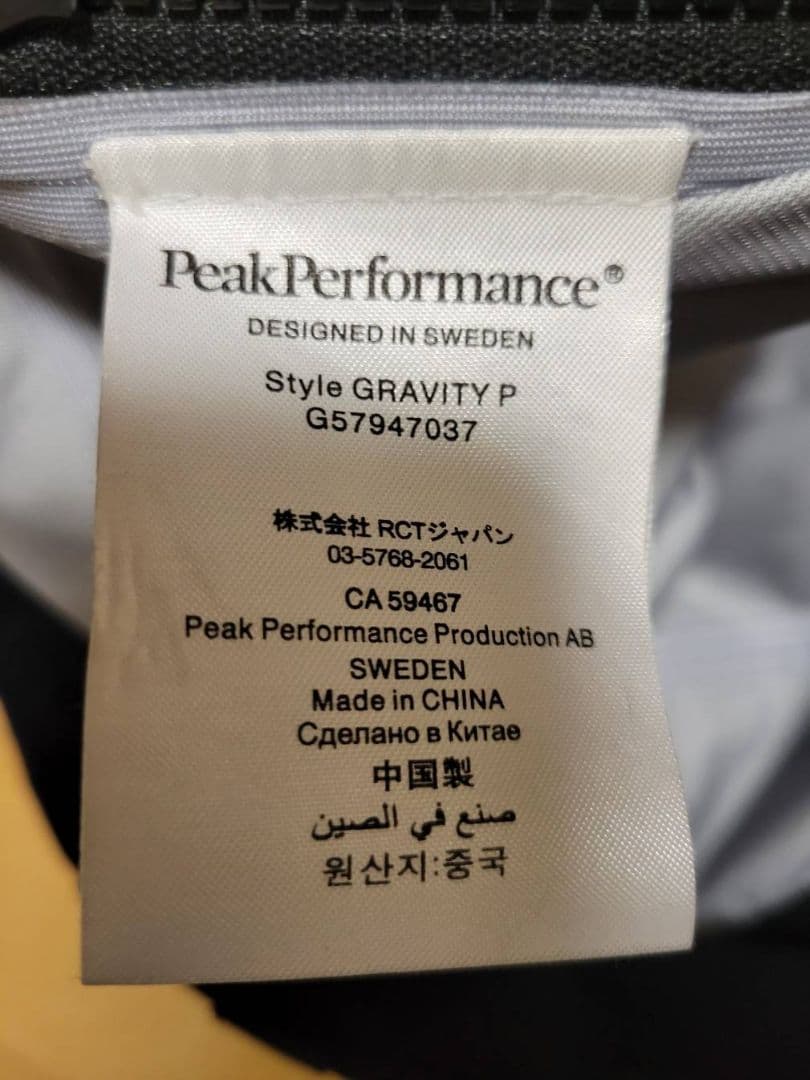 PeakPerformance®
DESIGNED IN SWEDEN
Style GRAVITY P
G57947037
株式会社 RCTジャパン
03-5768-2061
CA 59467
Peak Performance Production AB
SWEDEN
Made in CHINA
Сделано в Китае
中国製
صنع في الصين
원산지:중국